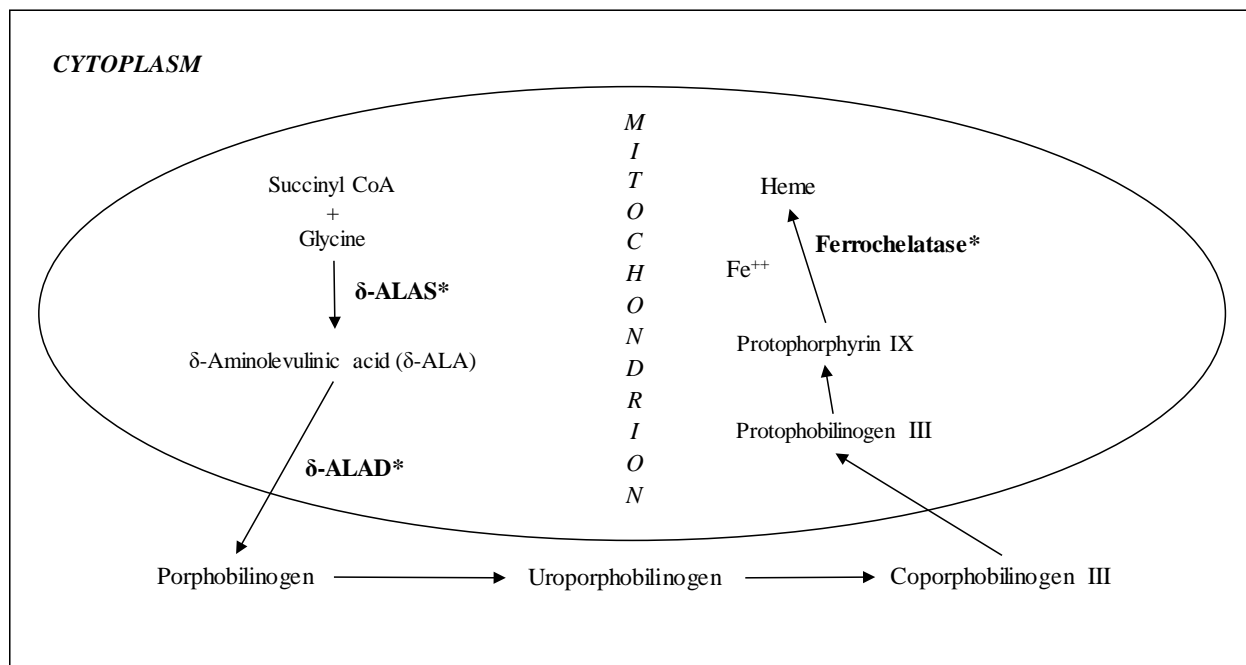 CYTOPLASM
MITOCHONDRION
Succinyl CoA
+
Glycine
δ-ALAS*
δ-Aminolevulinic acid (δ-ALA)
δ-ALAD*
Porphobilinogen
Uroporphobilinogen
Coporphobilinogen III
Protophobilinogen III
Protophorphyrin IX
Fe⁺⁺
Ferrochelatase*
Heme